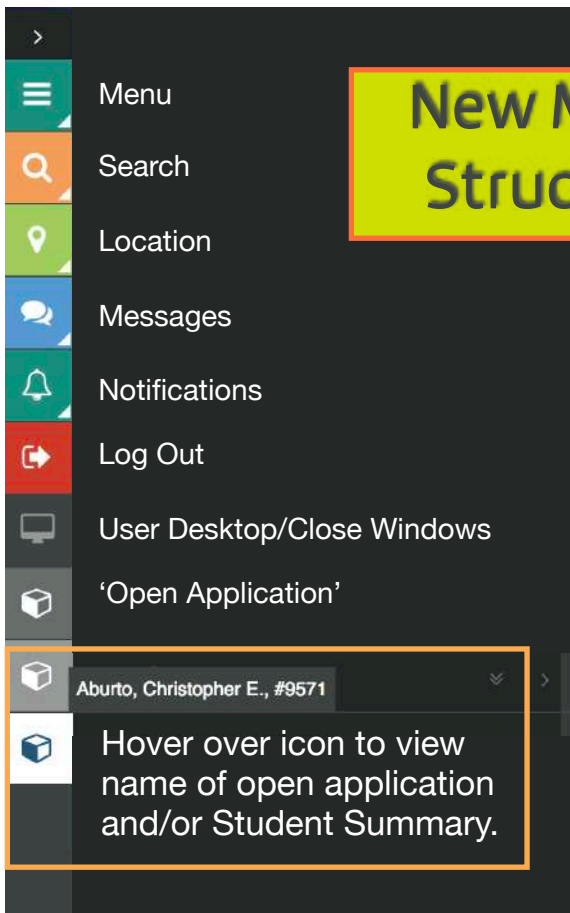 Menu
New
Search
Location
Messages
Notifications
Log Out
User Desktop/Close Windows
‘Open Application’
Aburto, Christopher E., #9571
Hover over icon to view
name of open application
and/or Student Summary.